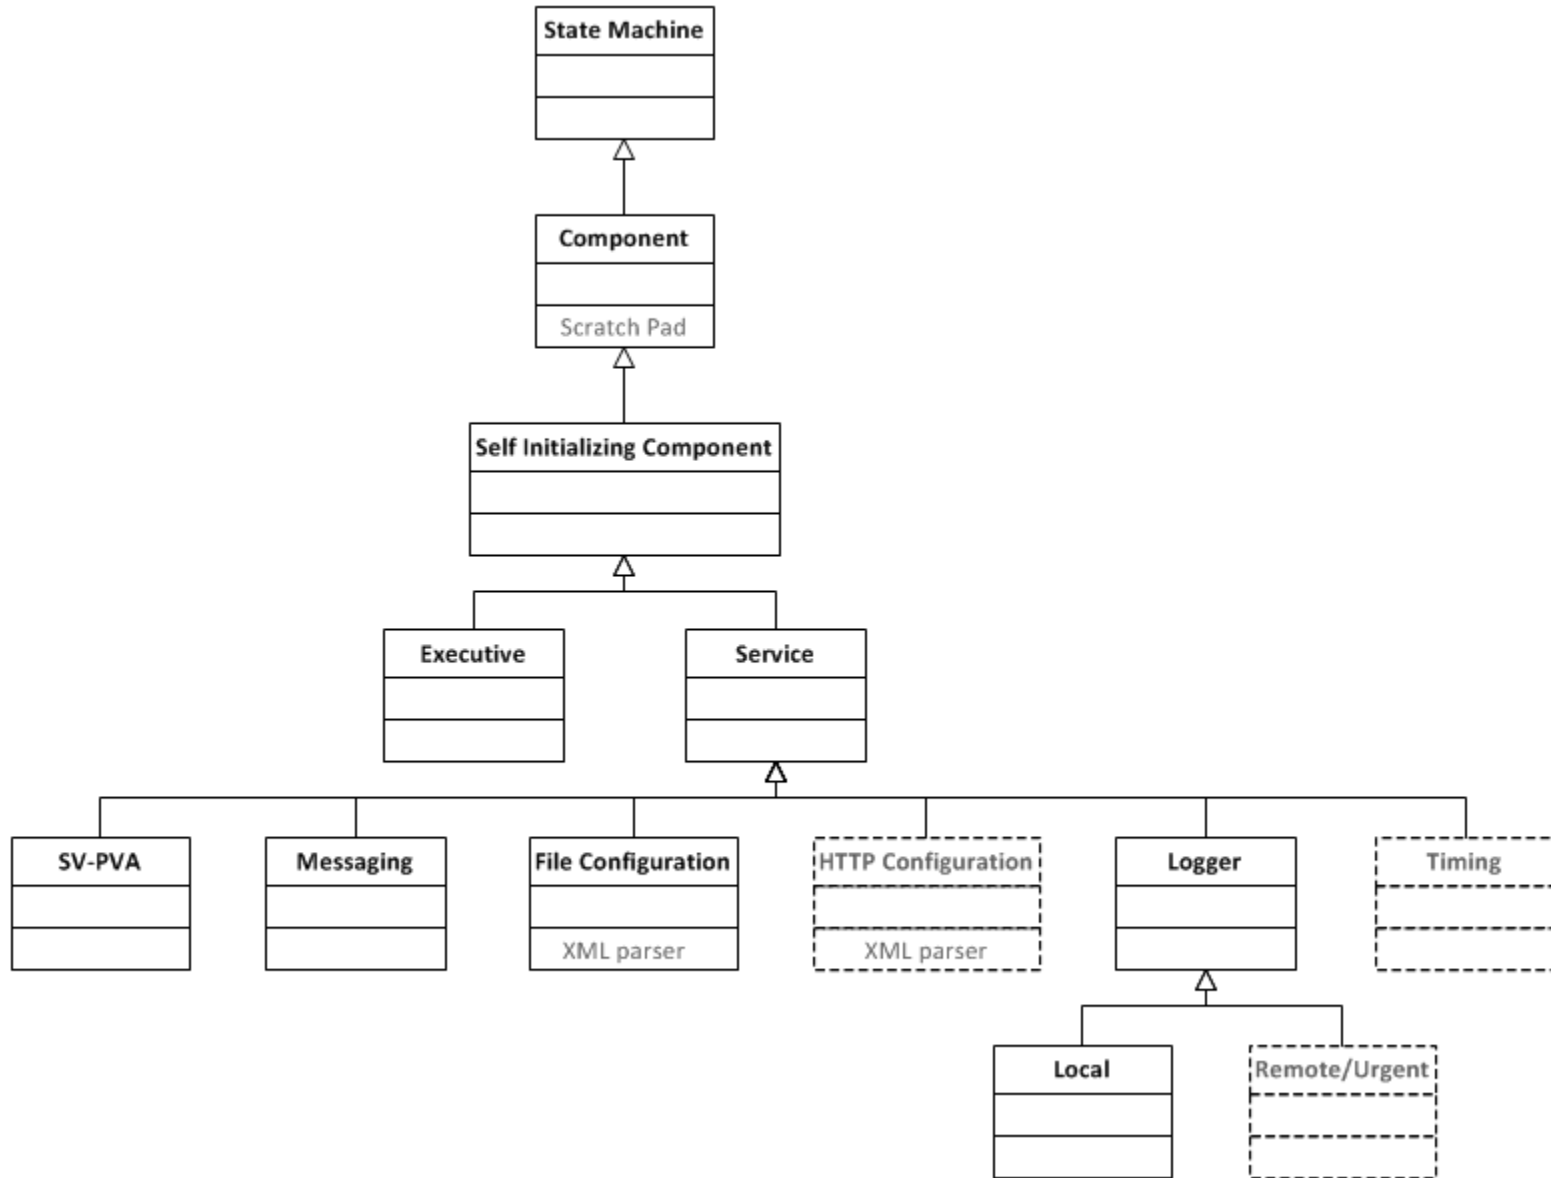 State Machine
Component
Scratch Pad
Self Initializing Component
Executive
Service
SV-PVA
Messaging
File Configuration
XML parser
HTTP Configuration
XML parser
Logger
Timing
Local
Remote/Urgent